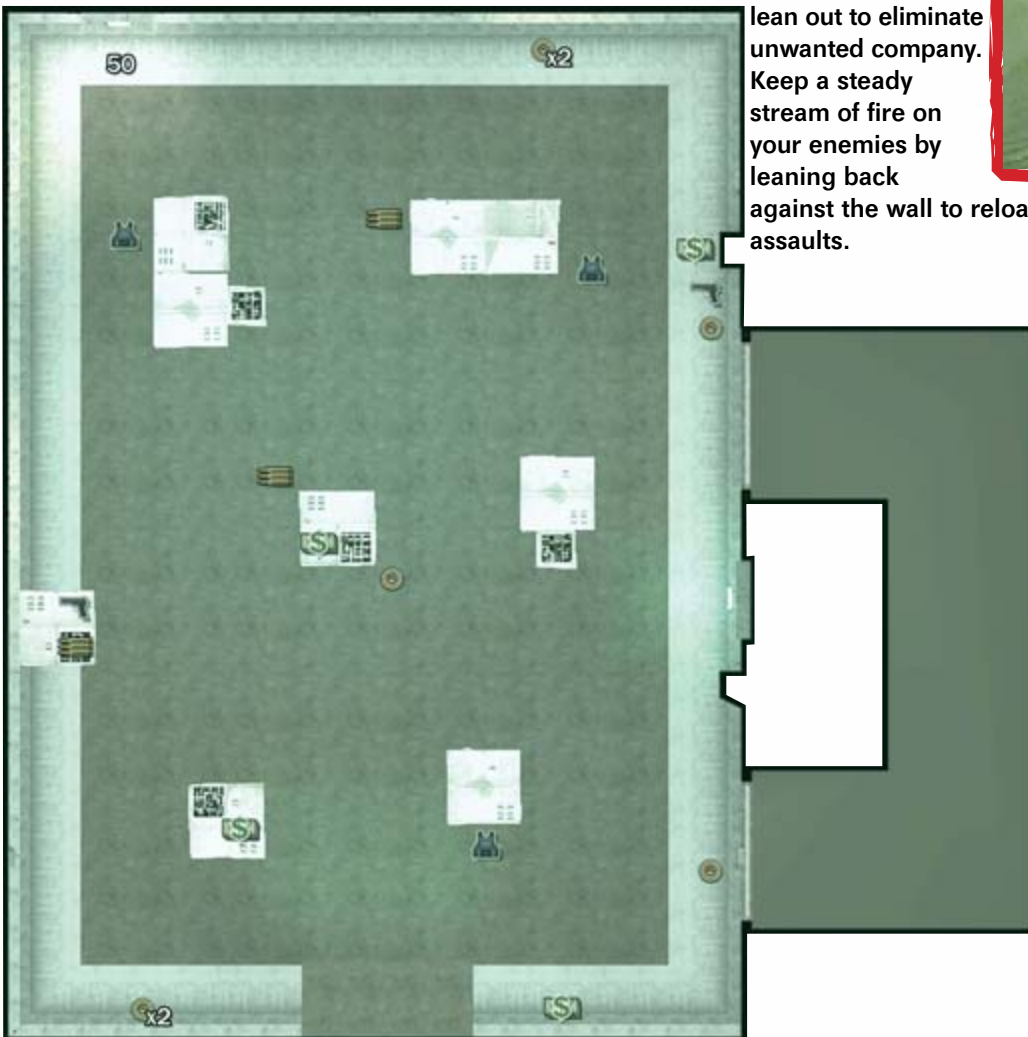 lean out to eliminate
unwanted company.
Keep a steady
stream of fire on
your enemies by
leaning back
against the wall to reloa
assaults.
50
x2
x2